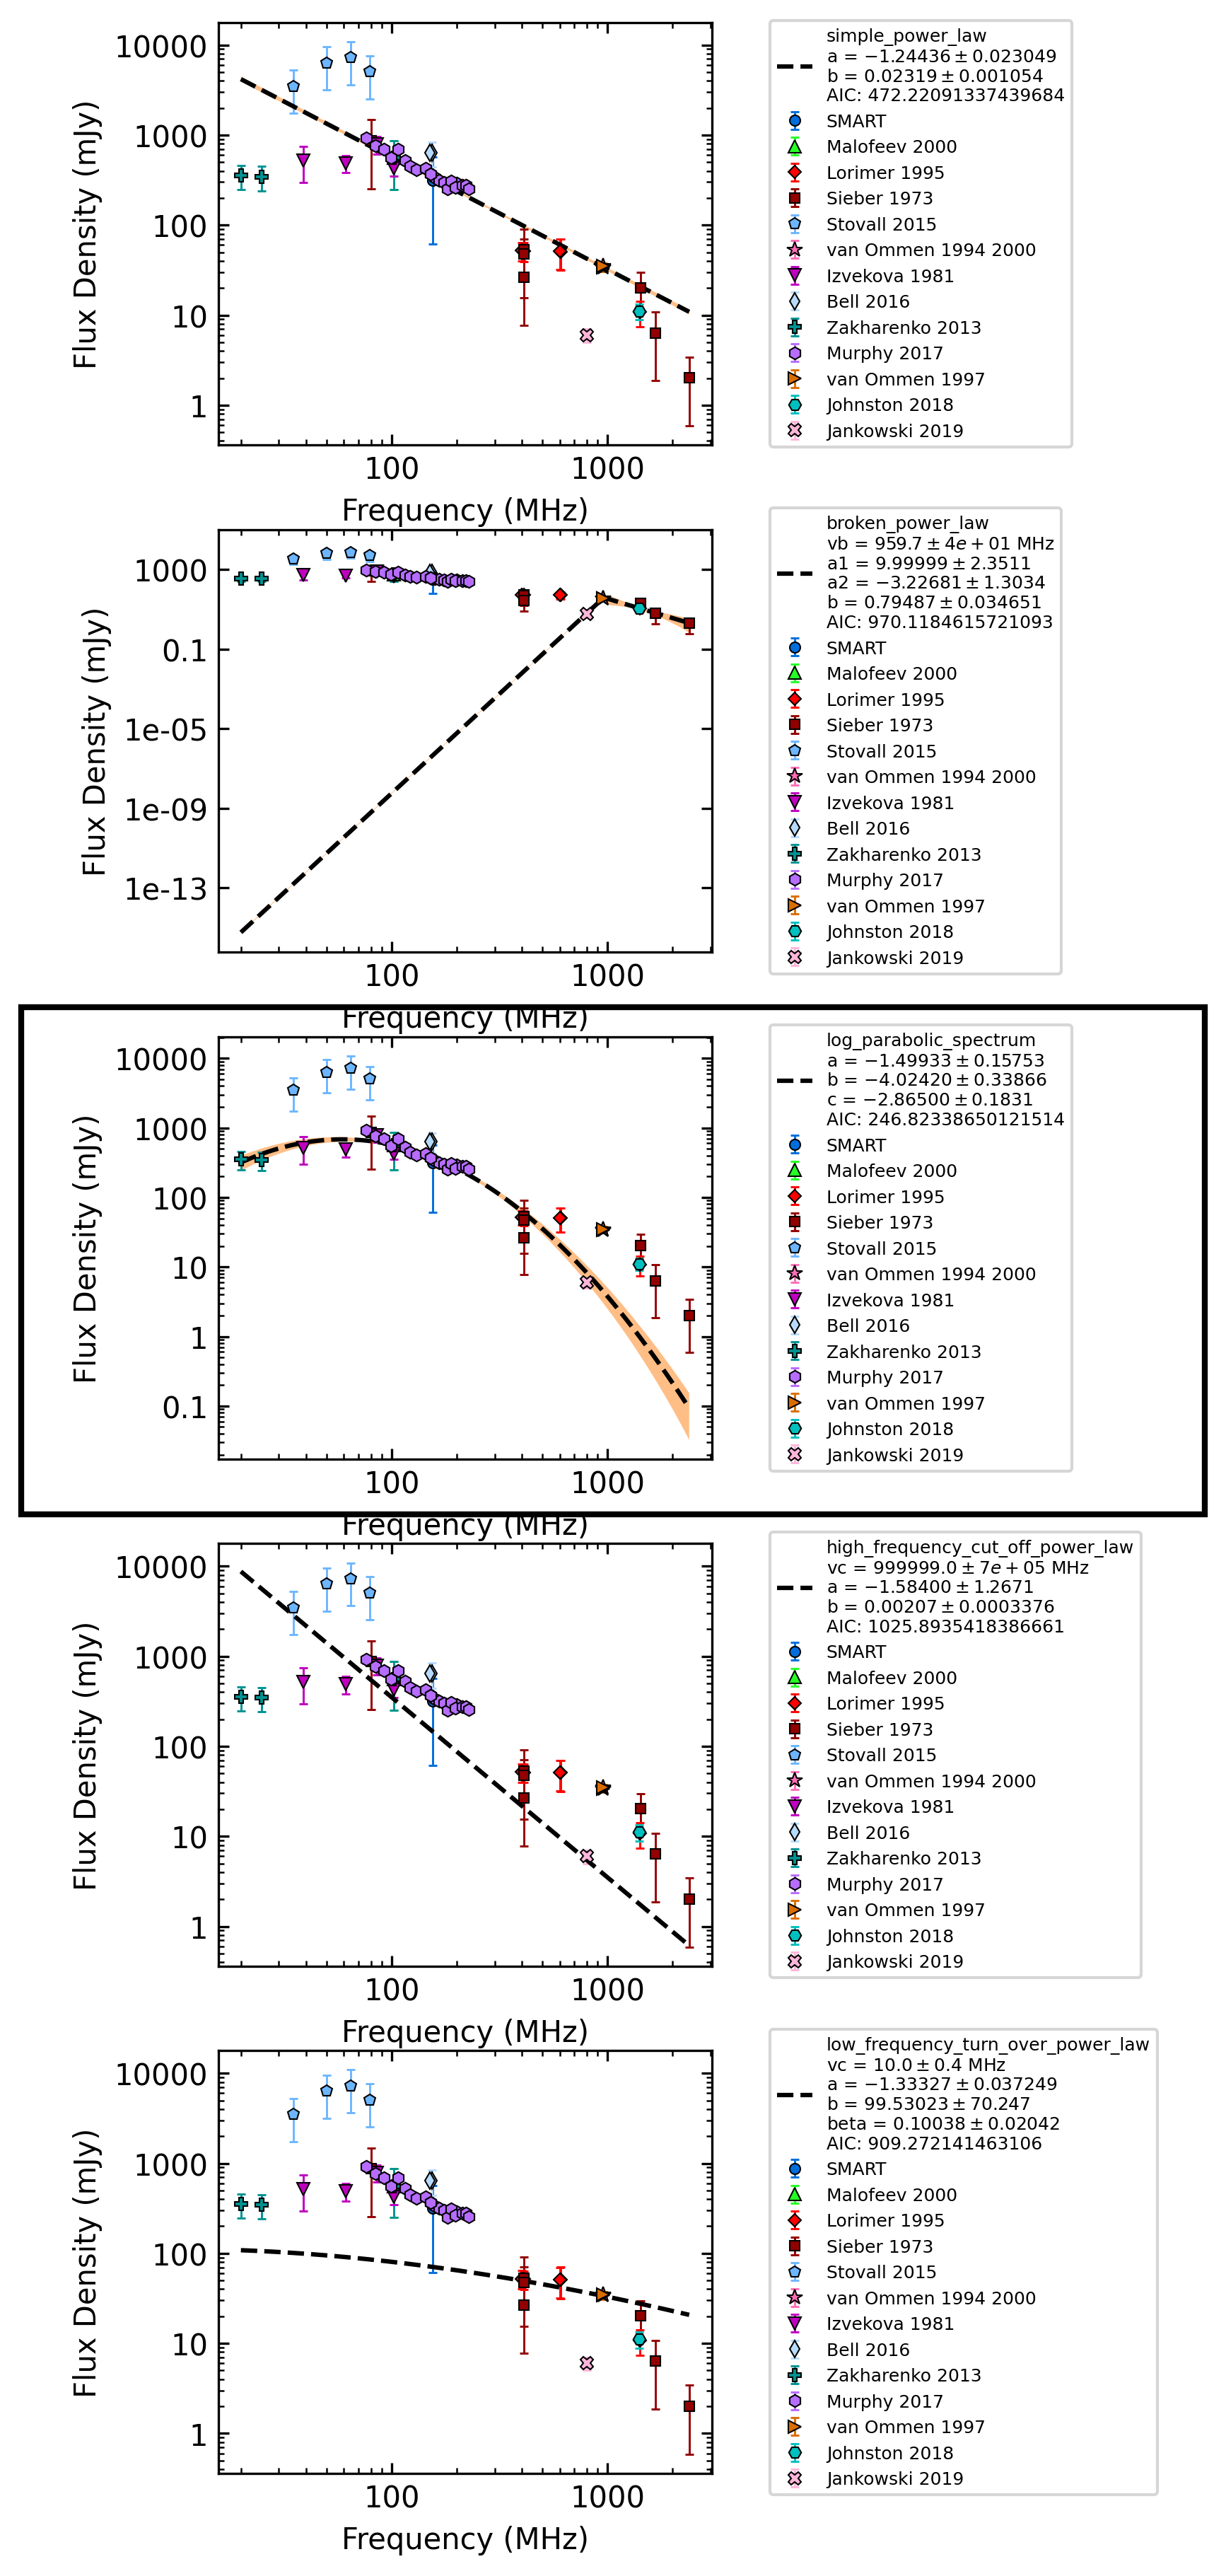 10000
1000
100
10
1
Flux Density (mJy)
100
1000
Frequency (MHz)
simple_power_law
a = −1.24436 ± 0.023049
b = 0.02319 ± 0.001054
AIC: 472.22091337439684
SMART
Malofeev 2000
Lorimer 1995
Sieber 1973
Stovall 2015
van Ommen 1994 2000
Izvekova 1981
Bell 2016
Zakharenko 2013
Murphy 2017
van Ommen 1997
Johnston 2018
Jankowski 2019
1000
0.1
1e-05
1e-09
1e-13
Flux Density (mJy)
100
1000
Frequency (MHz)
broken_power_law
vb = 959.7 ± 4e + 01 MHz
a1 = 9.99999 ± 2.3511
a2 = −3.22681 ± 1.3034
b = 0.79487 ± 0.034651
AIC: 970.1184615721093
SMART
Malofeev 2000
Lorimer 1995
Sieber 1973
Stovall 2015
van Ommen 1994 2000
Izvekova 1981
Bell 2016
Zakharenko 2013
Murphy 2017
van Ommen 1997
Johnston 2018
Jankowski 2019
10000
1000
100
10
1
0.1
Flux Density (mJy)
100
1000
Frequency (MHz)
log_parabolic_spectrum
a = −1.49933 ± 0.15753
b = −4.02420 ± 0.33866
c = −2.86500 ± 0.1831
AIC: 246.82338650121514
SMART
Malofeev 2000
Lorimer 1995
Sieber 1973
Stovall 2015
van Ommen 1994 2000
Izvekova 1981
Bell 2016
Zakharenko 2013
Murphy 2017
van Ommen 1997
Johnston 2018
Jankowski 2019
10000
1000
100
10
1
Flux Density (mJy)
100
1000
Frequency (MHz)
high_frequency_cut_off_power_law
vc = 999999.0 ± 7e + 05 MHz
a = −1.58400 ± 1.2671
b = 0.00207 ± 0.0003376
AIC: 1025.8935418386661
SMART
Malofeev 2000
Lorimer 1995
Sieber 1973
Stovall 2015
van Ommen 1994 2000
Izvekova 1981
Bell 2016
Zakharenko 2013
Murphy 2017
van Ommen 1997
Johnston 2018
Jankowski 2019
10000
1000
100
10
1
Flux Density (mJy)
100
1000
Frequency (MHz)
low_frequency_turn_over_power_law
vc = 10.0 ± 0.4 MHz
a = −1.33327 ± 0.037249
b = 99.53023 ± 70.247
beta = 0.10038 ± 0.02042
AIC: 909.272141463106
SMART
Malofeev 2000
Lorimer 1995
Sieber 1973
Stovall 2015
van Ommen 1994 2000
Izvekova 1981
Bell 2016
Zakharenko 2013
Murphy 2017
van Ommen 1997
Johnston 2018
Jankowski 2019